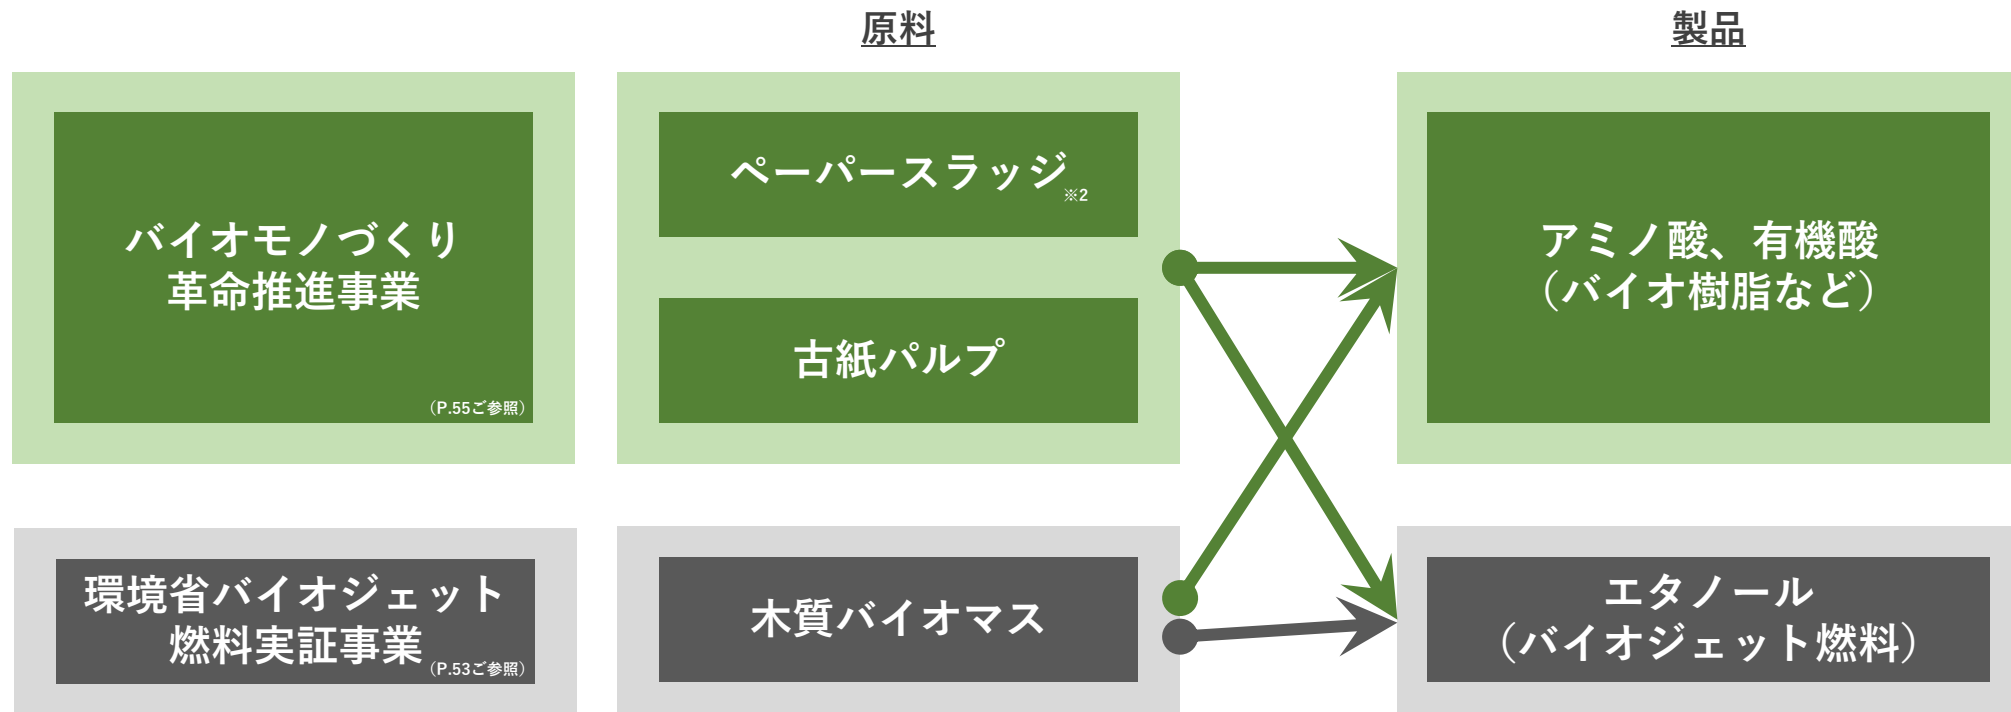 原料
製品
バイオモノづくり
革命推進事業
（P.55ご参照）
ペーパースラッジ※2
古紙パルプ
アミノ酸、有機酸
（バイオ樹脂など）
環境省バイオジェット
燃料実証事業
（P.53ご参照）
木質バイオマス
エタノール
（バイオジェット燃料）